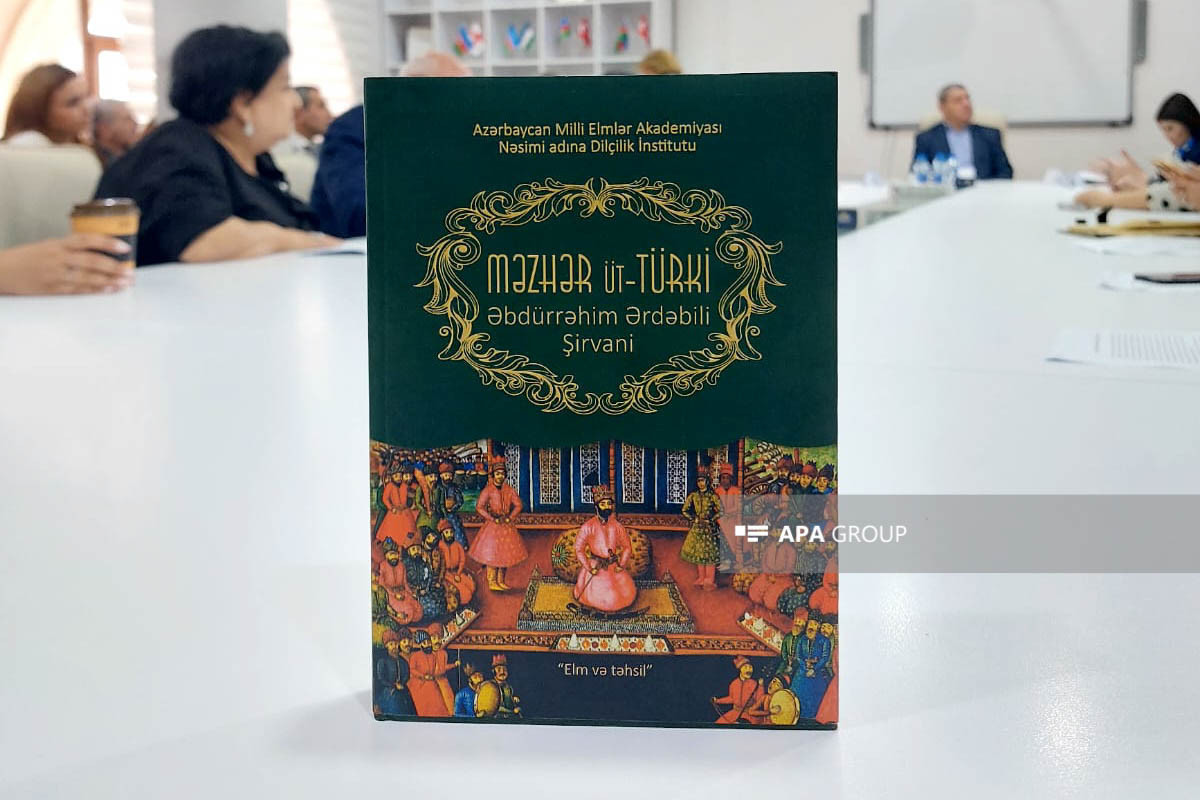 Azərbaycan Milli Elmlər Akademiyası
Nəsimi adına Dilçilik İnstitutu
Məzhər üt-Türki
Əbdürrəhim Ərdəbili
Şirvani
APA GROUP
"Elm və təhsil"